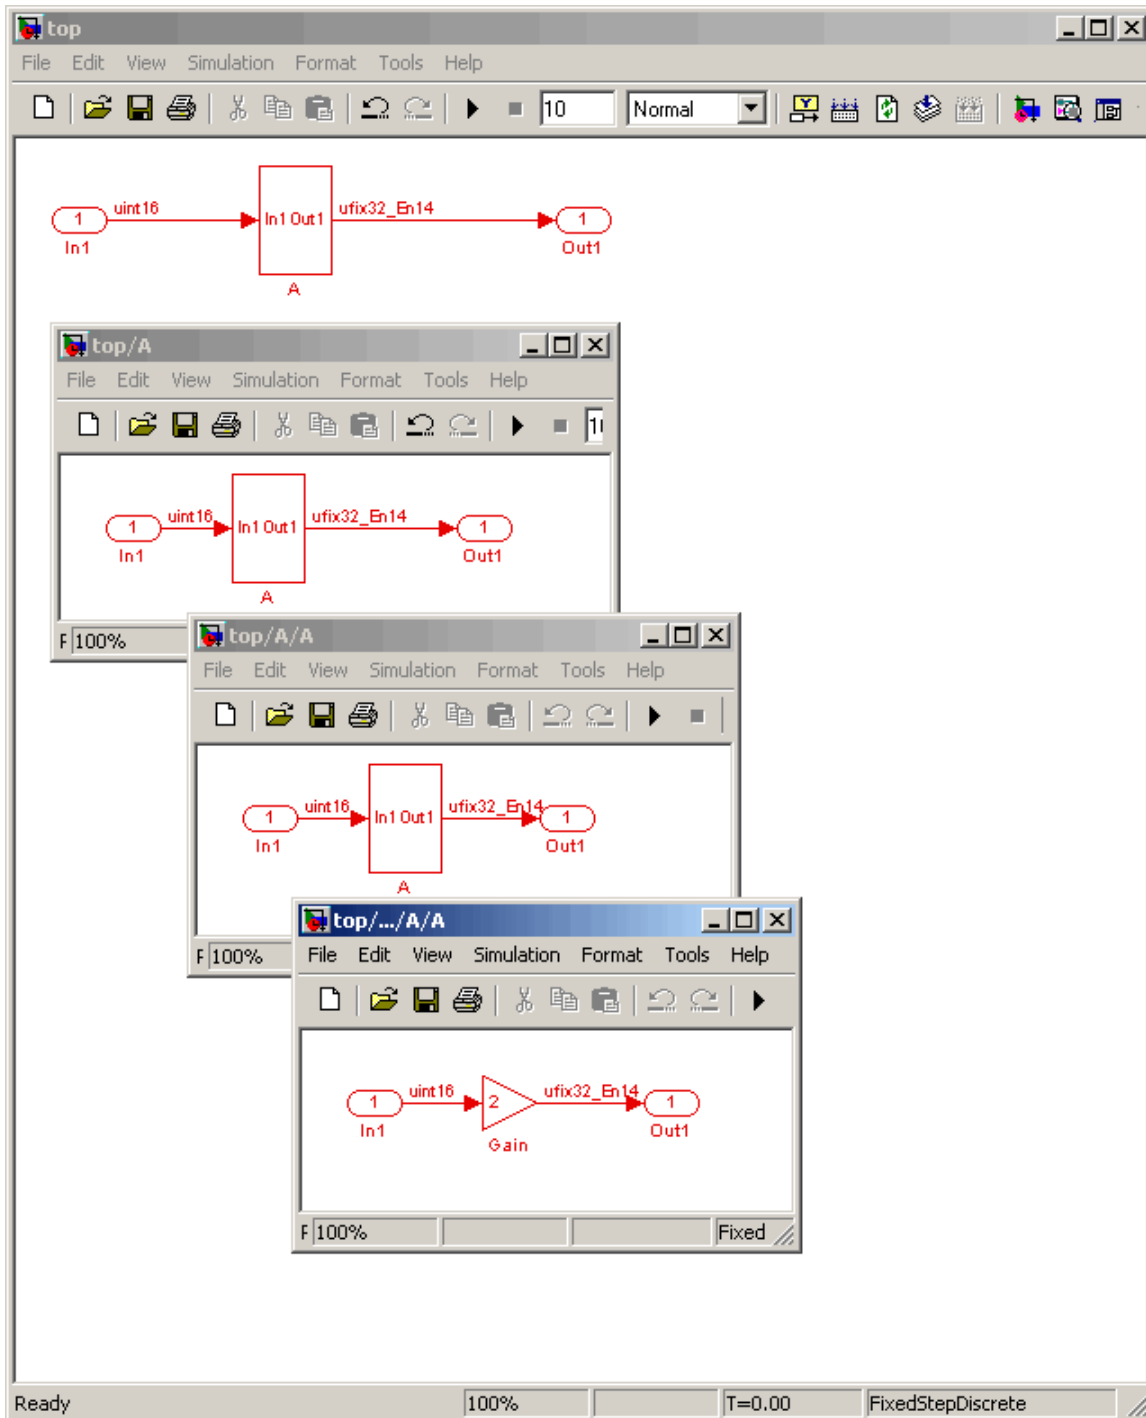 top
File Edit View Simulation Format Tools Help
10 Normal
uint16 ufix32_En14
1 In1 Out1 1
In1 Out1
A
top/A
File Edit View Simulation Format Tools Help
uint16 ufix32_En14
1 In1 Out1 1
In1 Out1
A
F 100%
top/A/A
File Edit View Simulation Format Tools Help
uint16 ufix32_En14
1 In1 Out1 1
In1 Out1
A
F 100%
top/.../A/A
File Edit View Simulation Format Tools Help
uint16 ufix32_En14
1 2 1
In1 Gain Out1
F 100% Fixed
Ready 100% T=0.00 FixedStepDiscrete